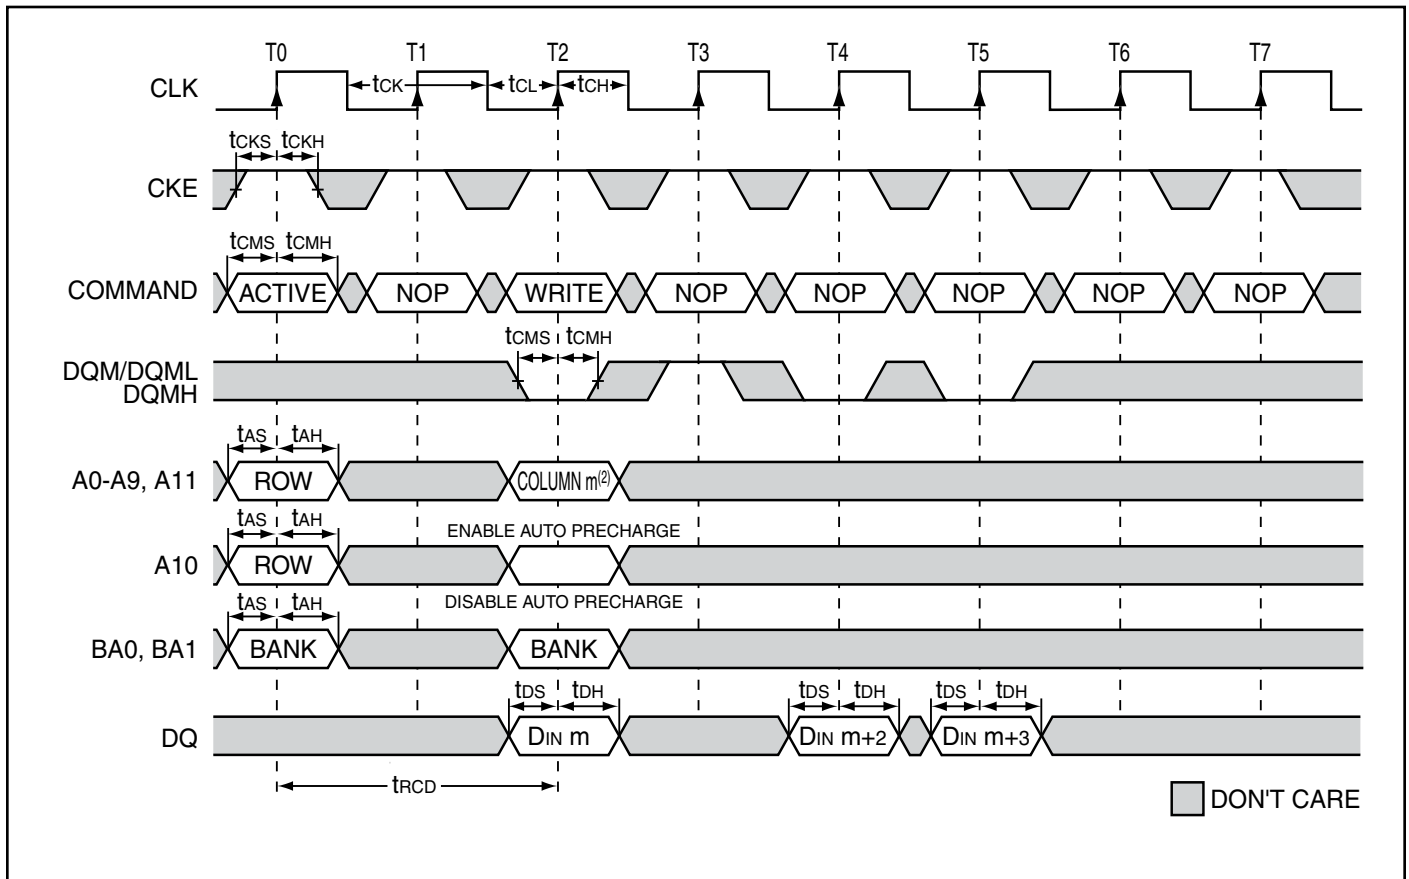 T0 T1 T2 T3 T4 T5 T6 T7
CLK
tCK tCL tCH
tCKS tCKH
CKE
tCMS tCMH
COMMAND ACTIVE NOP WRITE NOP NOP NOP NOP NOP
tCMS tCMH
DQM/DQML
DQMH
tAS tAH
A0-A9, A11 ROW COLUMN m(2)
tAS tAH ENABLE AUTO PRECHARGE
A10 ROW
tAS tAH DISABLE AUTO PRECHARGE
BA0, BA1 BANK BANK
tDS tDH tDS tDH tDS tDH
DQ DIN m DIN m+2 DIN m+3
tRCD
DON'T CARE